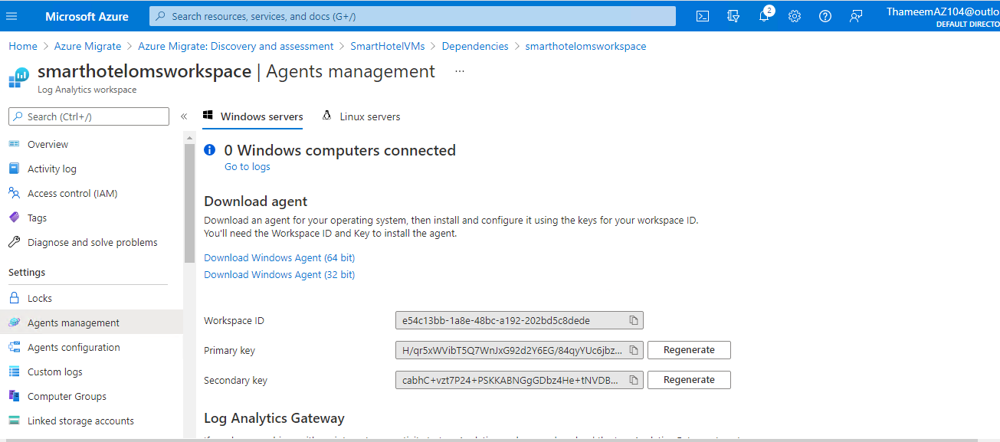 Microsoft Azure
Search resources, services, and docs (G+/)
2
ThameemAZ104@outlo
DEFAULT DIRECTO
Home > Azure Migrate > Azure Migrate: Discovery and assessment > SmartHotelVMs > Dependencies > smarthotelomsworkspace
smarthotelomsworkspace | Agents management ...
Log Analytics workspace
Search (Ctrl+/)
«
Overview
Activity log
Access control (IAM)
Tags
Diagnose and solve problems
Settings
Locks
Agents management
Agents configuration
Custom logs
Computer Groups
Linked storage accounts
Windows servers
Linux servers
0 Windows computers connected
Go to logs
Download agent
Download an agent for your operating system, then install and configure it using the keys for your workspace ID.
You'll need the Workspace ID and Key to install the agent.
Download Windows Agent (64 bit)
Download Windows Agent (32 bit)
Workspace ID e54c13bb-1a8e-48bc-a192-202bd5c8dede
Primary key H/qr5xWVibT5Q7WnJxG92d2Y6EG/84qyYUc6jbz... Regenerate
Secondary key cabhC+vzt7P24+PSKKABNGgGDbz4He+tNVDB... Regenerate
Log Analytics Gateway